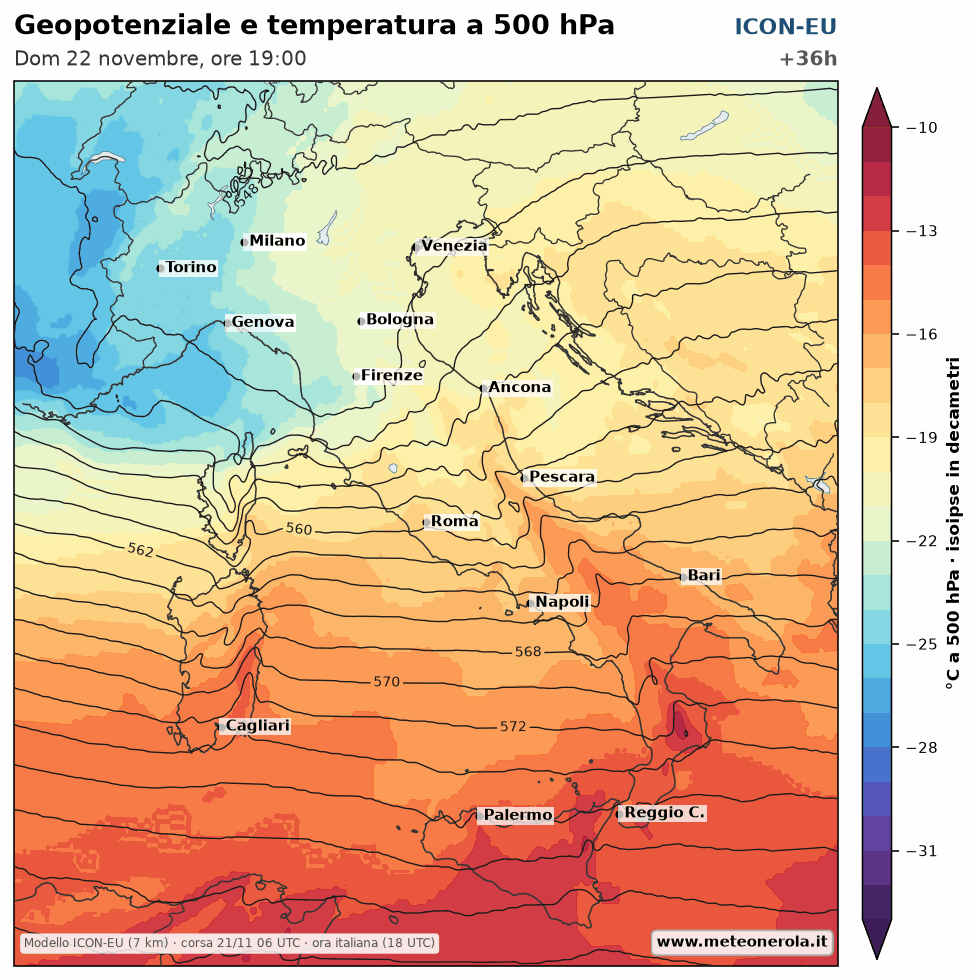 Geopotenziale e temperatura a 500 hPa
ICON-EU
Dom 22 novembre, ore 19:00
+36h
548
Milano
Venezia
Torino
Genova
Bologna
Firenze
Ancona
Pescara
560
Roma
562
Bari
Napoli
568
570
Cagliari
572
Palermo
Reggio C.
Modello ICON-EU (7 km) · corsa 21/11 06 UTC · ora italiana (18 UTC)
www.meteonerola.it
−10
−13
−16
−19
−22
−25
−28
−31
°C a 500 hPa · isoipse in decametri